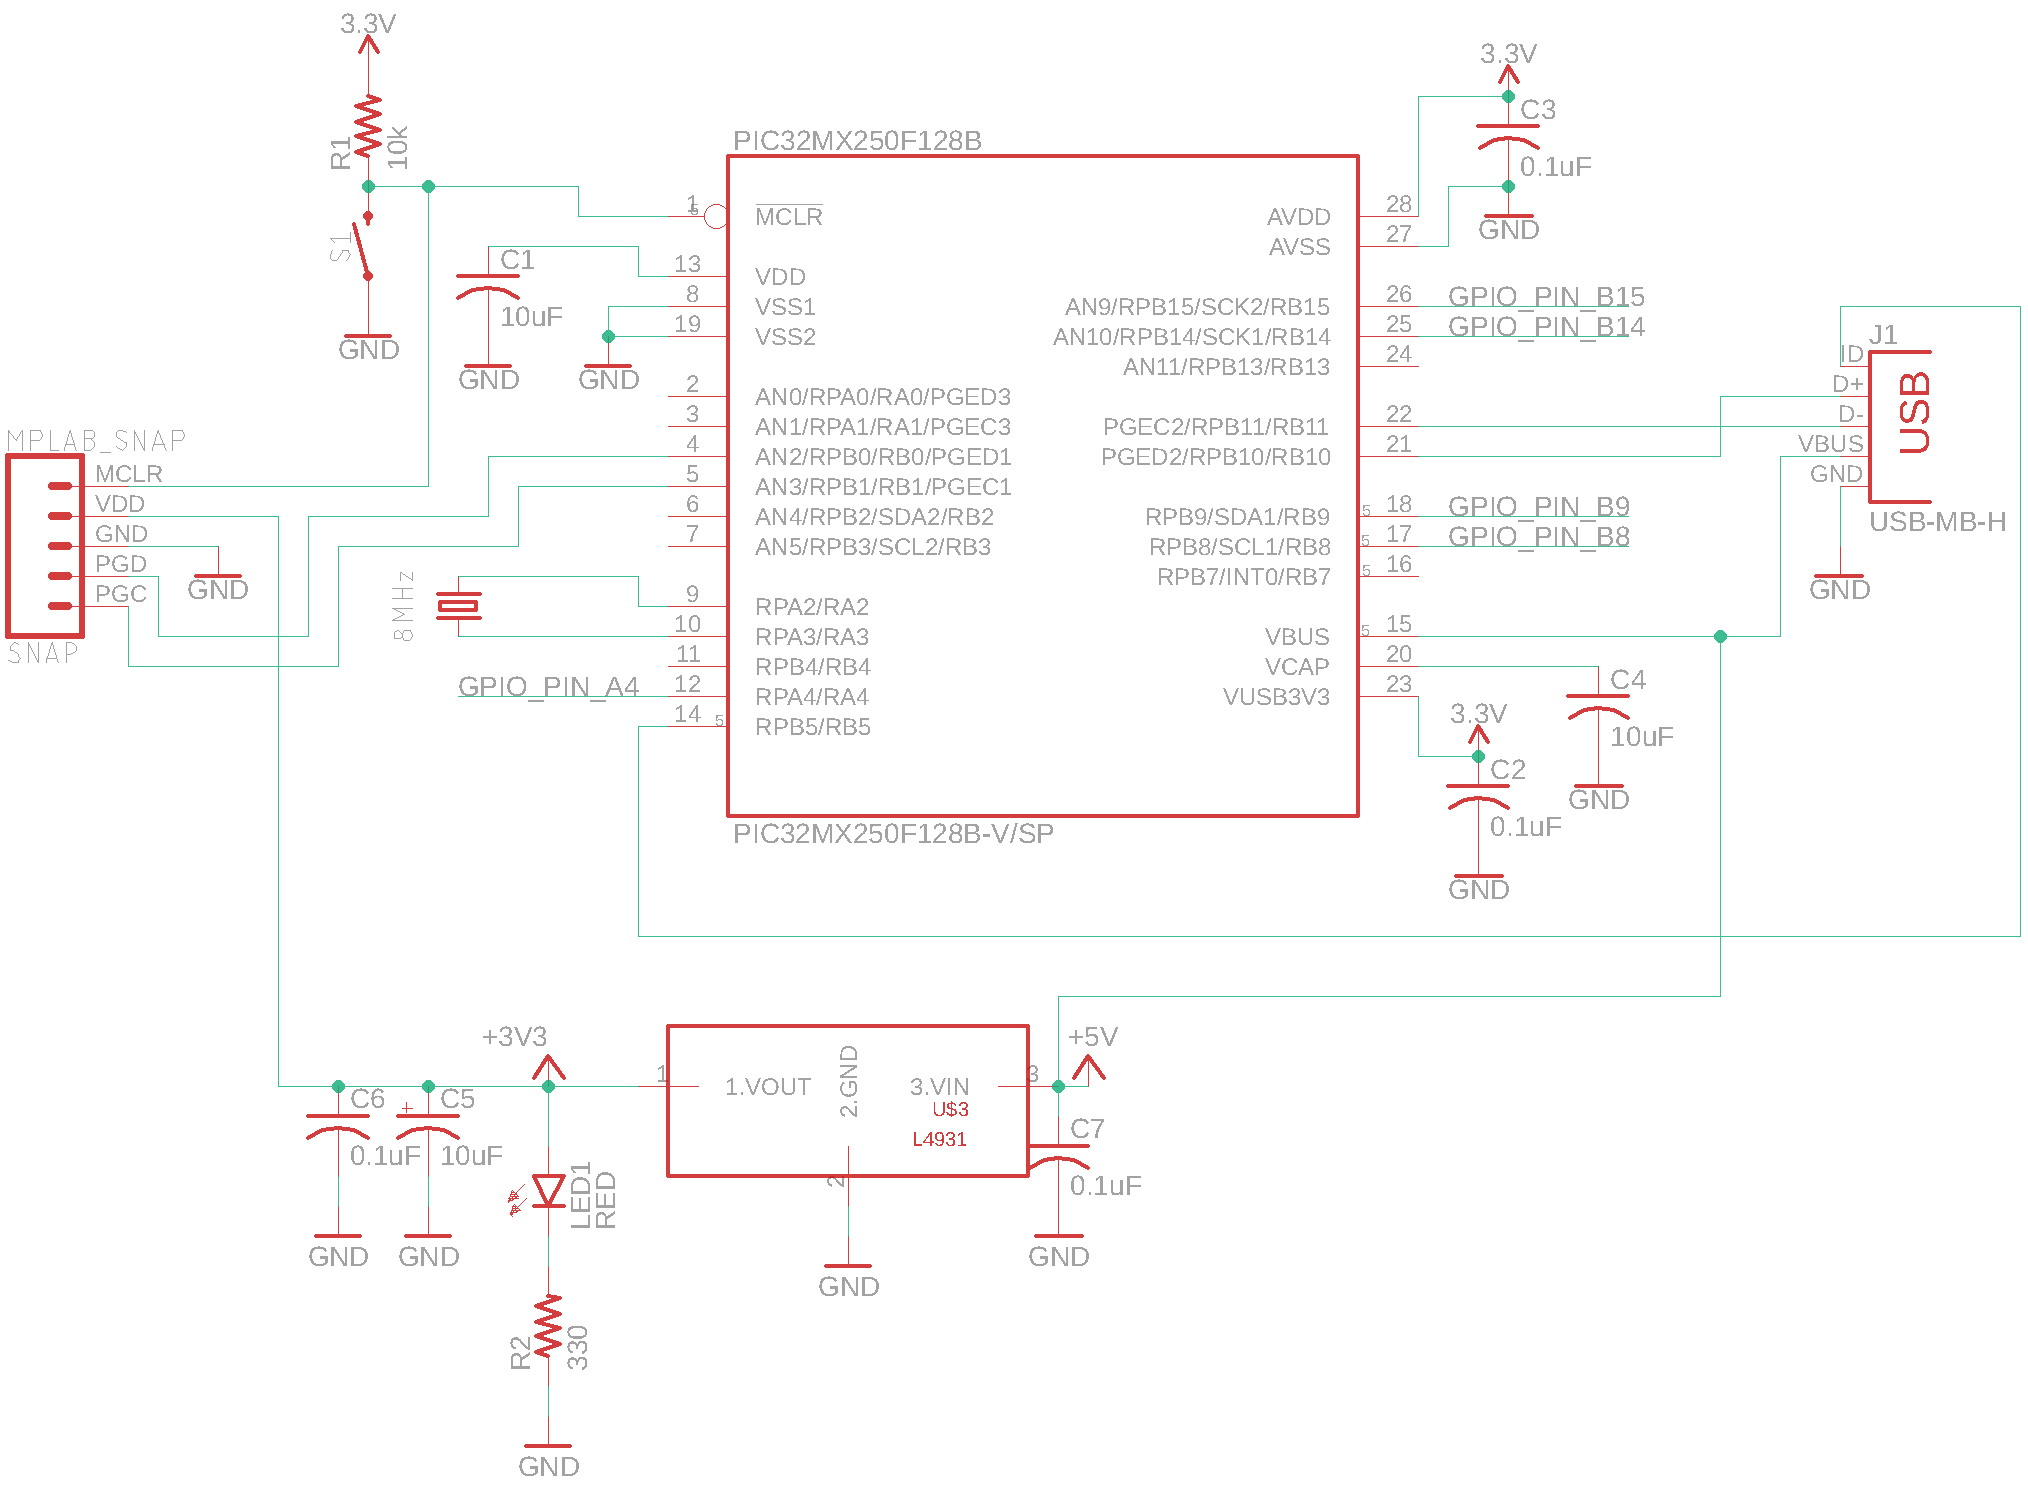 3.3V
R1
10k
S1
GND
C1
10uF
GND
GND
MPLAB_SNAP
MCLR
VDD
GND
PGD
PGC
SNAP
GND
8MHz
GPIO_PIN_A4
PIC32MX250F128B
1 5 MCLR
13 VDD
8 VSS1
19 VSS2
2 AN0/RPA0/RA0/PGED3
3 AN1/RPA1/RA1/PGEC3
4 AN2/RPB0/RB0/PGED1
5 AN3/RPB1/RB1/PGEC1
6 AN4/RPB2/SDA2/RB2
7 AN5/RPB3/SCL2/RB3
9 RPA2/RA2
10 RPA3/RA3
11 RPB4/RB4
12 RPA4/RA4
14 5 RPB5/RB5
AVDD 28
AVSS 27
AN9/RPB15/SCK2/RB15 26 GPIO_PIN_B15
AN10/RPB14/SCK1/RB14 25 GPIO_PIN_B14
AN11/RPB13/RB13 24
PGEC2/RPB11/RB11 22
PGED2/RPB10/RB10 21
RPB9/SDA1/RB9 5 18 GPIO_PIN_B9
RPB8/SCL1/RB8 5 17 GPIO_PIN_B8
RPB7/INT0/RB7 5 16
VBUS 5 15
VCAP 20
VUSB3V3 23
PIC32MX250F128B-V/SP
3.3V
C3
0.1uF
GND
J1
ID
D+
D-
VBUS
GND
USB
USB-MB-H
GND
C4
10uF
GND
3.3V
C2
0.1uF
GND
+3V3
C6
0.1uF
GND
+
C5
10uF
GND
LED1
RED
R2
330
GND
1
1.VOUT
2.GND
3.VIN
U$3
L4931
2
3
GND
+5V
C7
0.1uF
GND